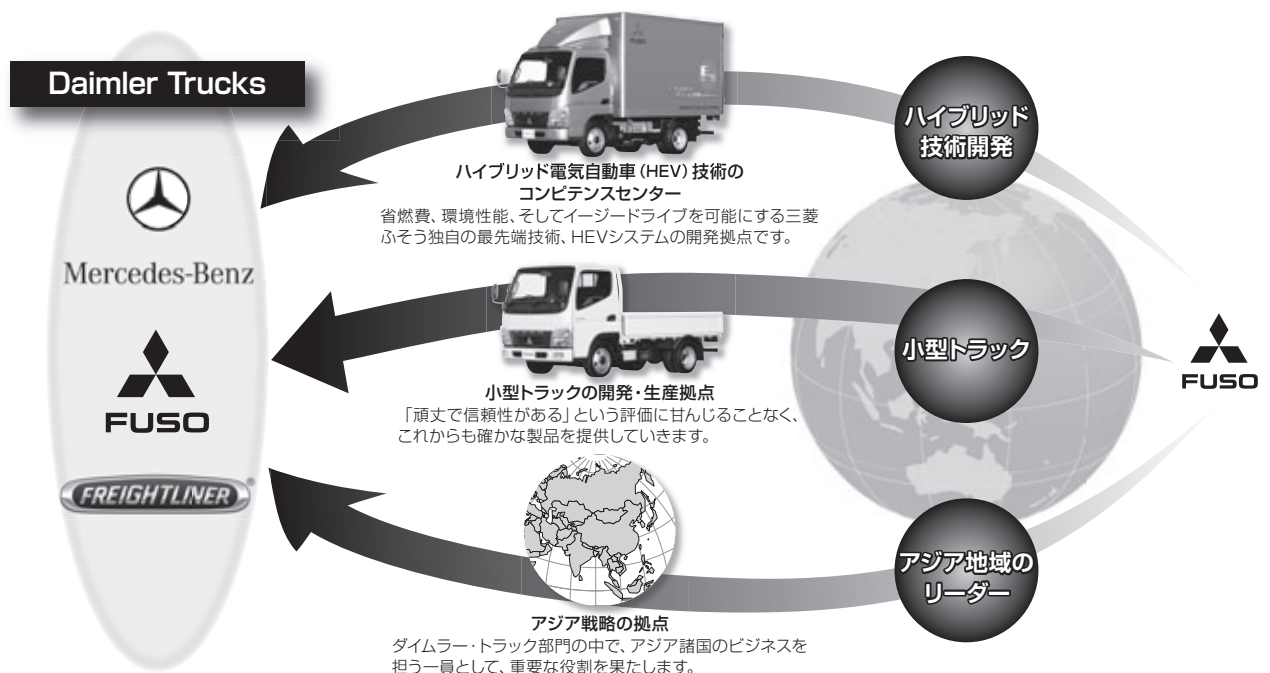 Daimler Trucks
Mercedes-Benz
FUSO
FREIGHTLINER
®
FUSO
ハイブリッド電気自動車（HEV）技術の
コンピテンスセンター
省燃費、環境性能、そしてイージードライブを可能にする三菱
ふそう独自の最先端技術、HEVシステムの開発拠点です。
小型トラックの開発・生産拠点
「頑丈で信頼性がある」という評価に甘んじることなく、
これからも確かな製品を提供していきます。
アジア戦略の拠点
ダイムラー・トラック部門の中で、アジア諸国のビジネスを
担う一員として、重要な役割を果たします。
ハイブリッド
技術開発
小型トラック
アジア地域の
リーダー
FUSO